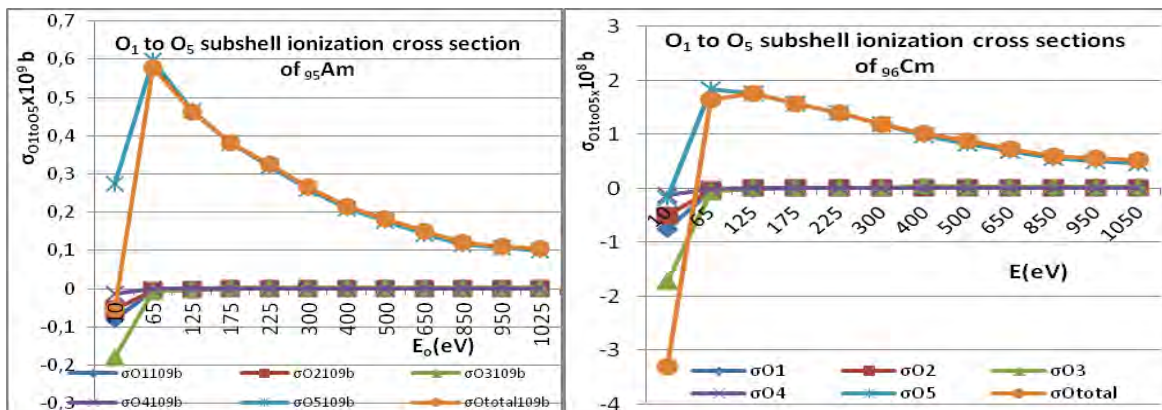 0,7
0,6
0,5
0,4
0,3
0,2
0,1
0
-0,1
-0,2
-0,3
σO1toO5x10⁹ b
O₁ to O₅ subshell ionization cross section
of ₉₅Am
10 65 125 175 225 300 400 500 650 850 950 1025
Eₒ(eV)
σO1109b σO2109b σO3109b
σO4109b σO5109b σOtotal109b
3
2
1
0
-1
-2
-3
-4
σO1toO5x10⁸ b
O₁ to O₅ subshell ionization cross sections
of ₉₆Cm
10 65 125 175 225 300 400 500 650 850 950 1050
E(eV)
σO1 σO2 σO3
σO4 σO5 σOtotal